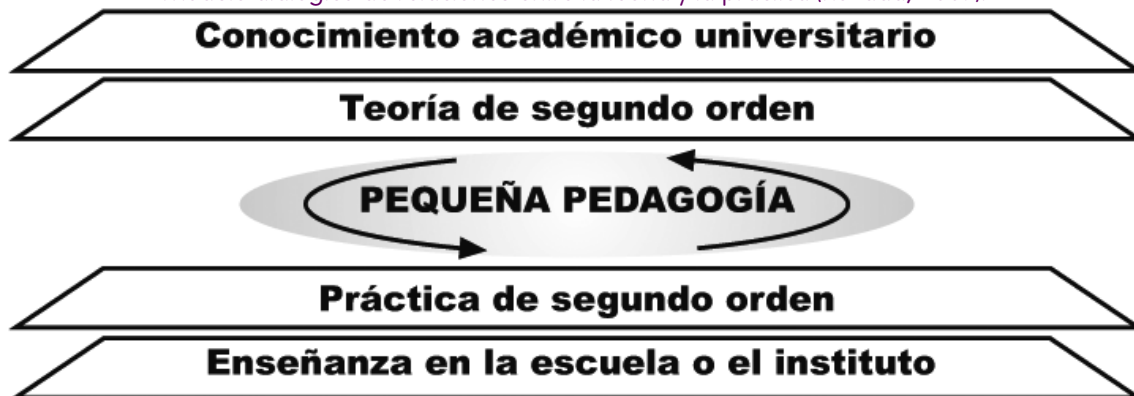 Conocimiento académico universitario
Teoría de segundo orden
PEQUEÑA PEDAGOGÍA
Práctica de segundo orden
Enseñanza en la escuela o el instituto